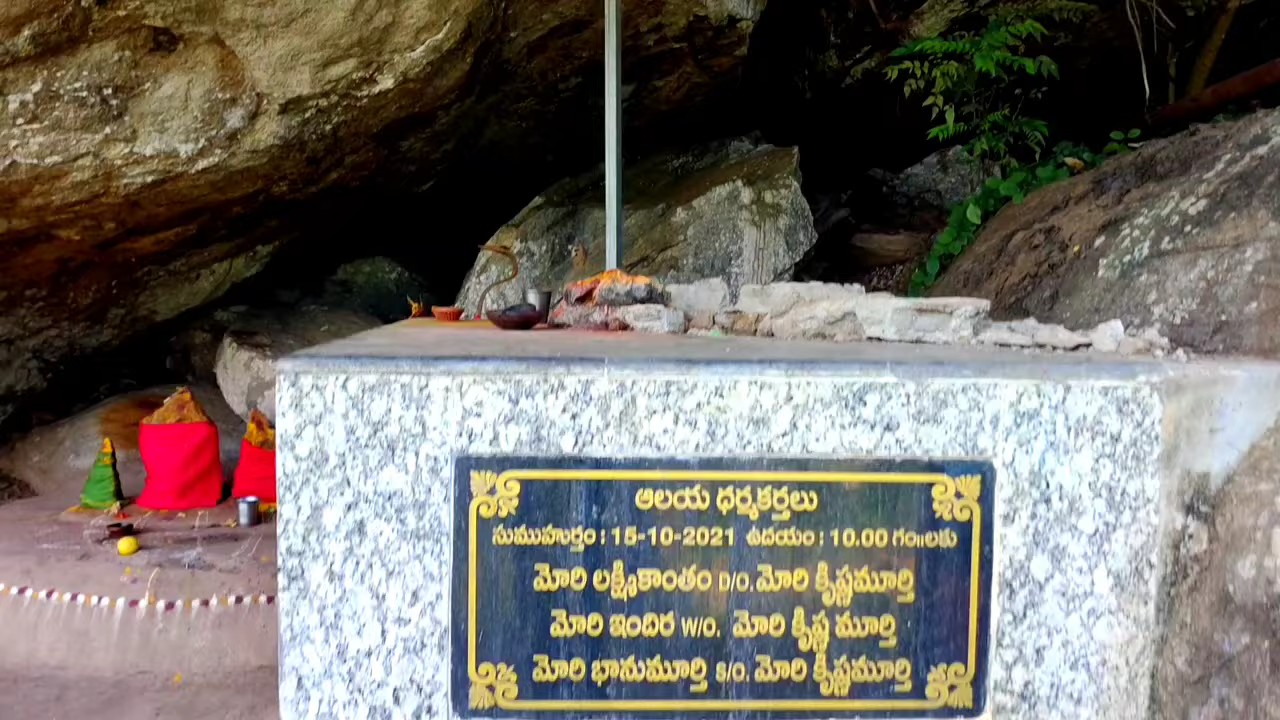 ఆలయ ధర్మకర్తలు
సుముహుర్తం : 15-10-2021 ఉదయం : 10.00 గం॥లకు
మోరి లక్ష్మీకాంతం D/O. మోరి కృిష్ణమూర్తి
మోరి ఇందిర W/O. మోరి కృిష్ణ మూర్తి
మోరి భానుమూర్తి S/O. మోరి కృిష్ణమూర్తి